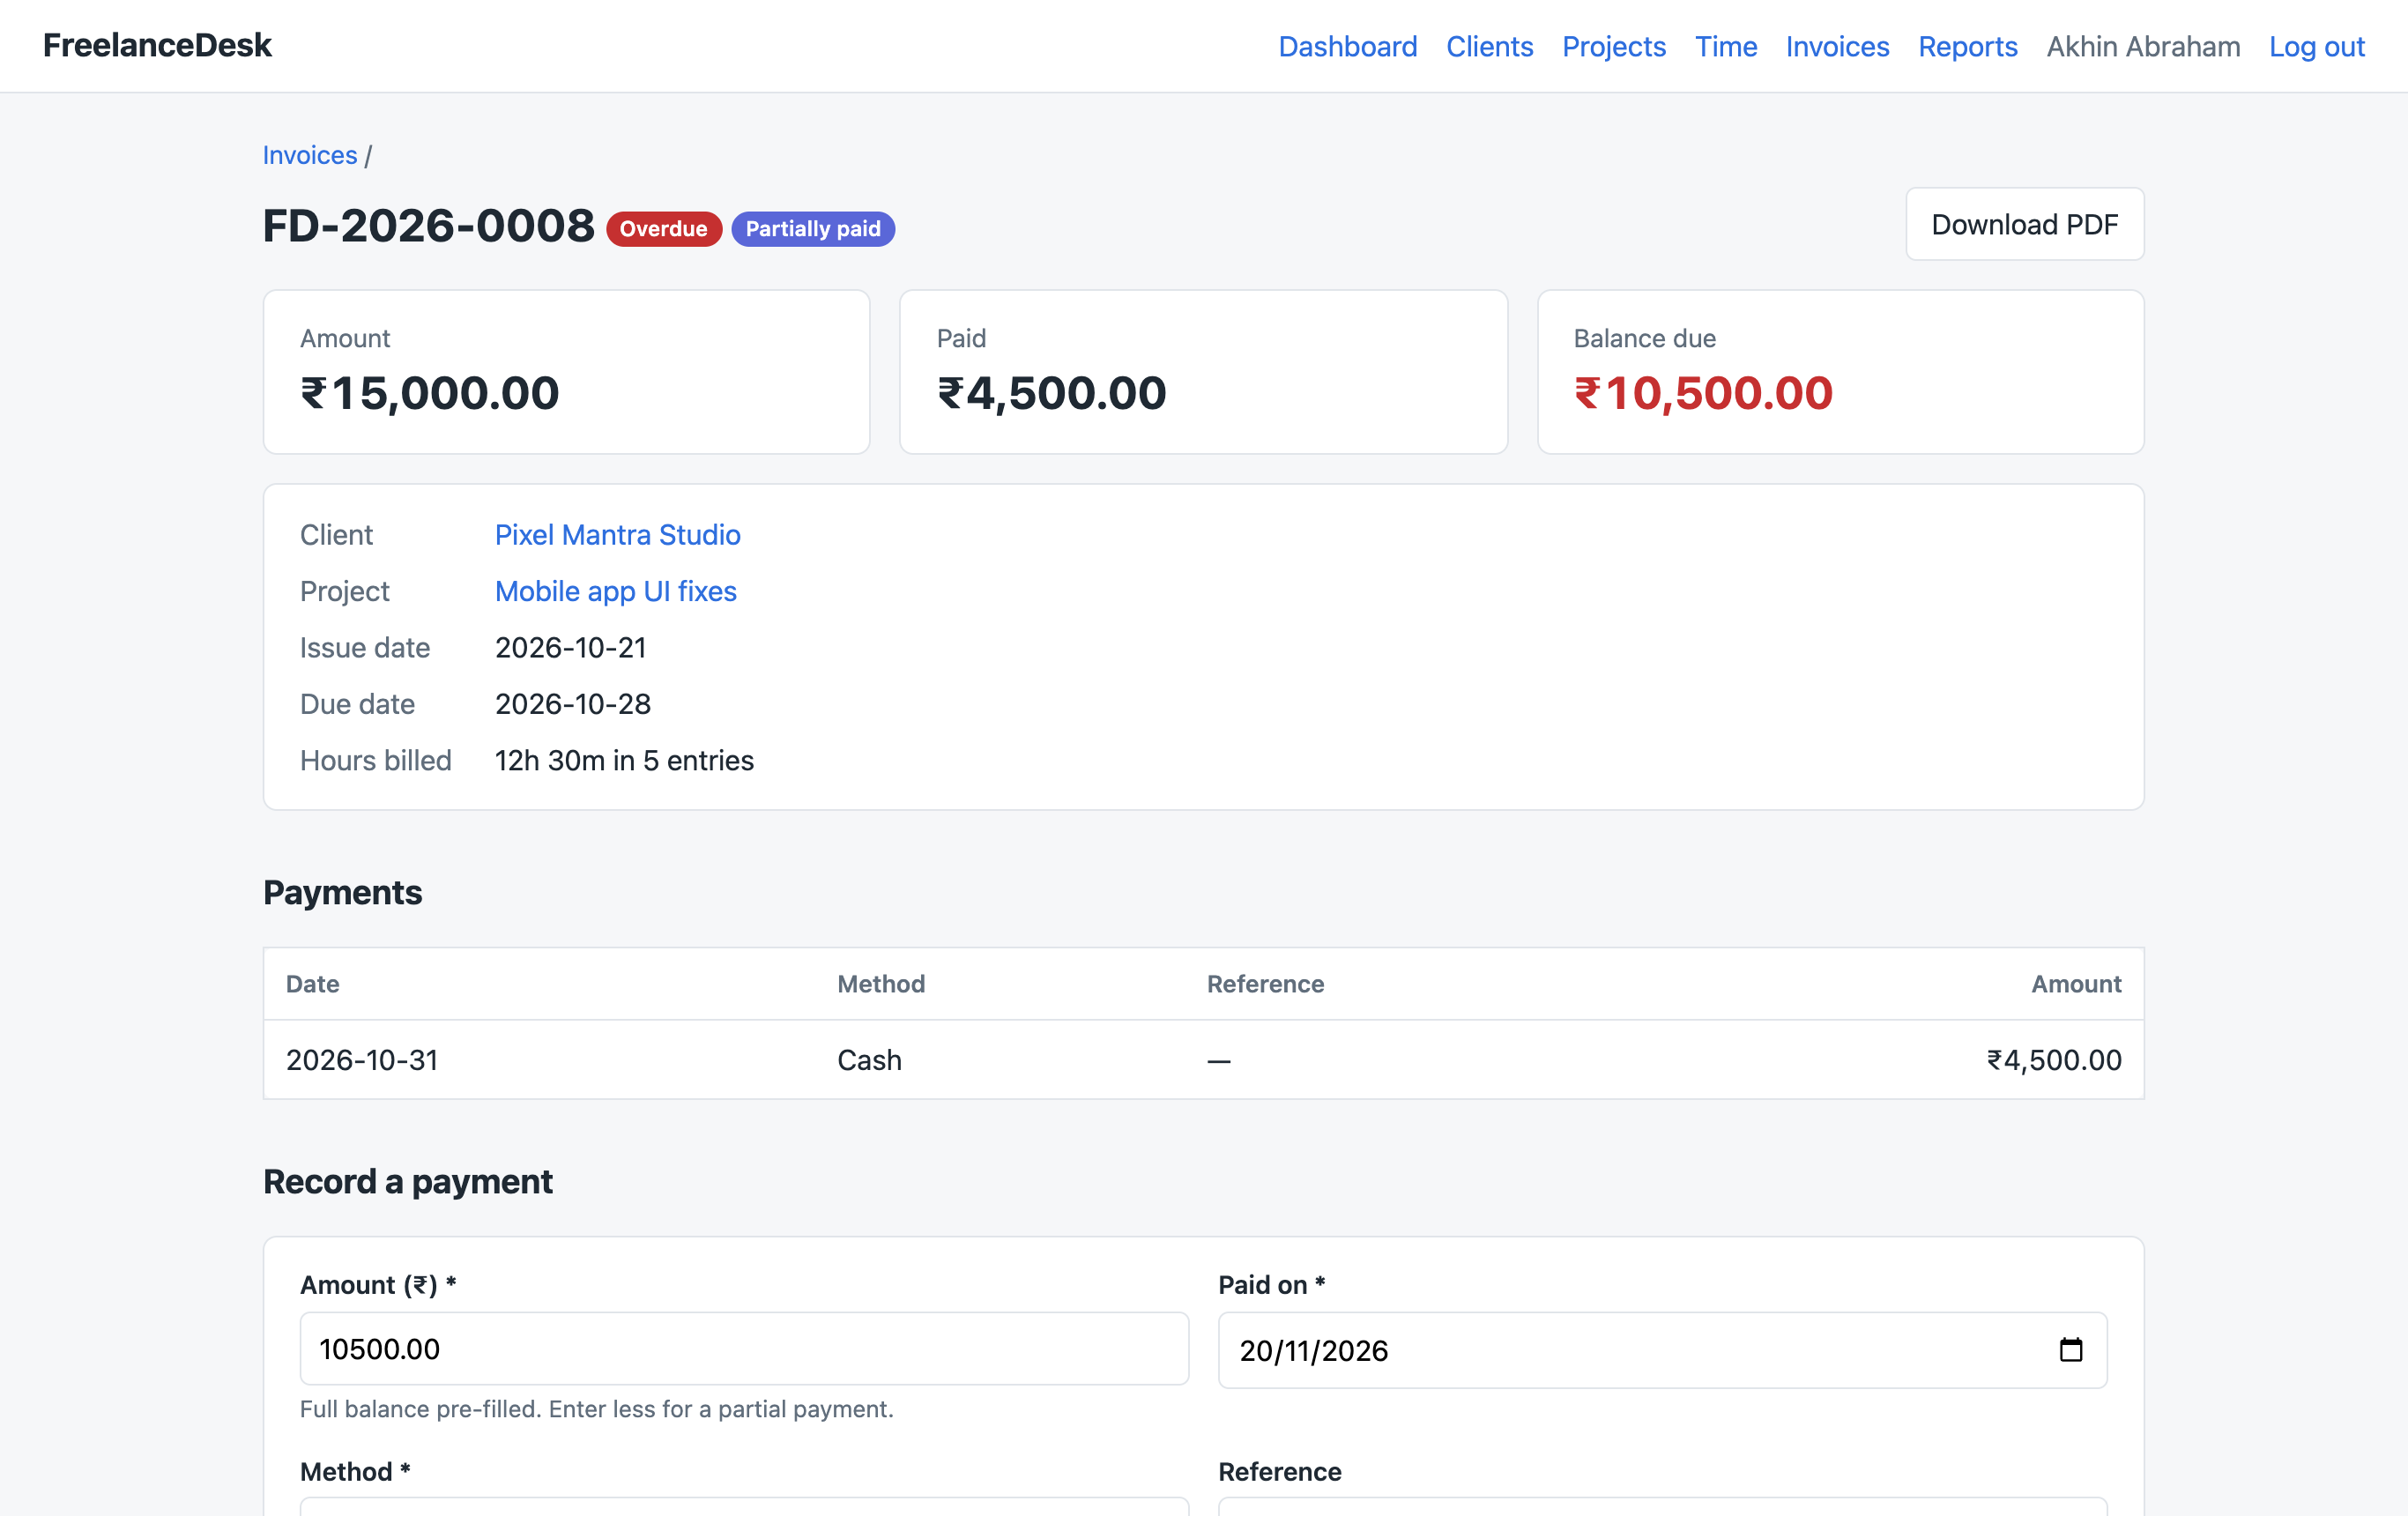 FreelanceDesk
Dashboard Clients Projects Time Invoices Reports Akhin Abraham Log out
Invoices /
FD-2026-0008 Overdue Partially paid
Download PDF
Amount
₹15,000.00
Paid
₹4,500.00
Balance due
₹10,500.00
Client Pixel Mantra Studio
Project Mobile app UI fixes
Issue date 2026-10-21
Due date 2026-10-28
Hours billed 12h 30m in 5 entries
Payments
Date Method Reference Amount
2026-10-31 Cash — ₹4,500.00
Record a payment
Amount (₹) *
10500.00
Full balance pre-filled. Enter less for a partial payment.
Paid on *
20/11/2026
Method *
Reference